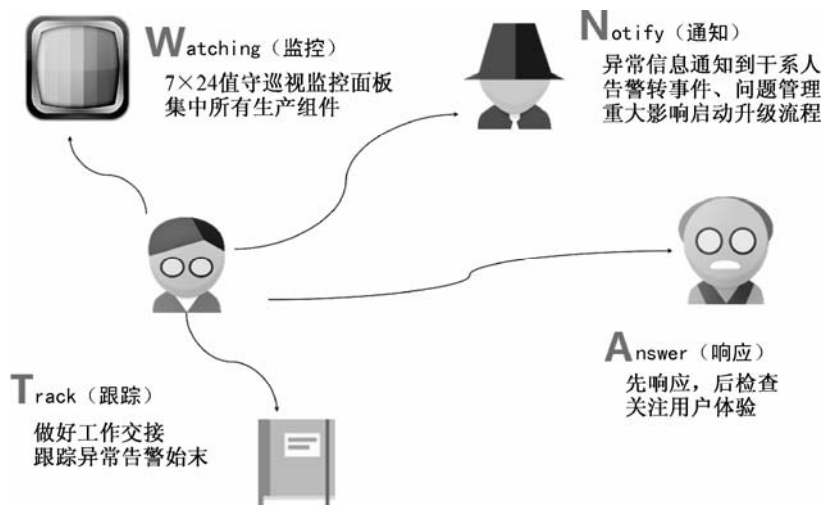 Watching（监控）
7×24值守巡视监控面板
集中所有生产组件
Notify（通知）
异常信息通知到干系人
告警转事件、问题管理
重大影响启动升级流程
Answer（响应）
先响应，后检查
关注用户体验
Track（跟踪）
做好工作交接
跟踪异常告警始末